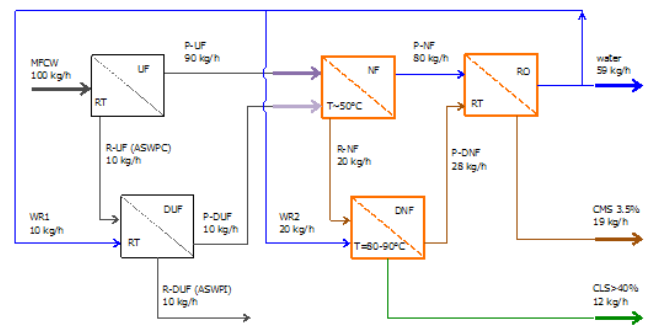 MFCW
100 kg/h
UF
RT
P-UF
90 kg/h
NF
T~50°C
P-NF
80 kg/h
RO
RT
water
59 kg/h
R-UF (ASWPC)
10 kg/h
R-NF
20 kg/h
P-DNF
28 kg/h
WR1
10 kg/h
DUF
RT
P-DUF
10 kg/h
WR2
20 kg/h
DNF
T=80-90°C
CMS 3.5%
19 kg/h
R-DUF (ASWPI)
10 kg/h
CLS>40%
12 kg/h